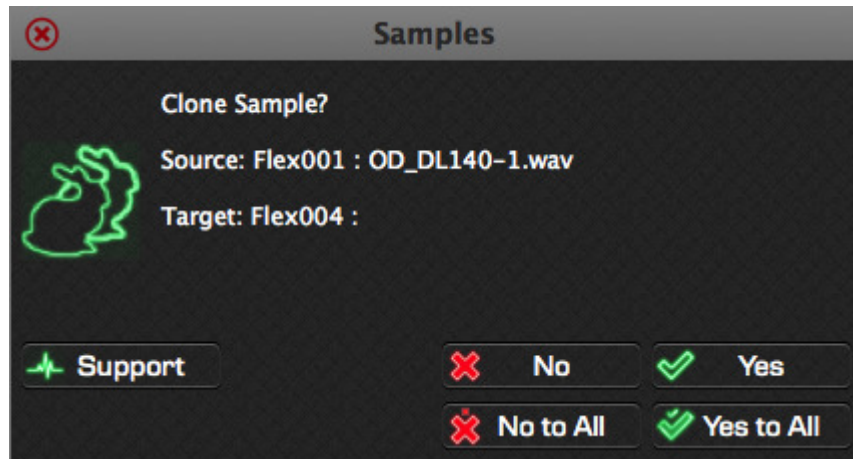 Samples
Clone Sample?
Source: Flex001 : OD_DL140-1.wav
Target: Flex004 :
Support
No
Yes
No to All
Yes to All